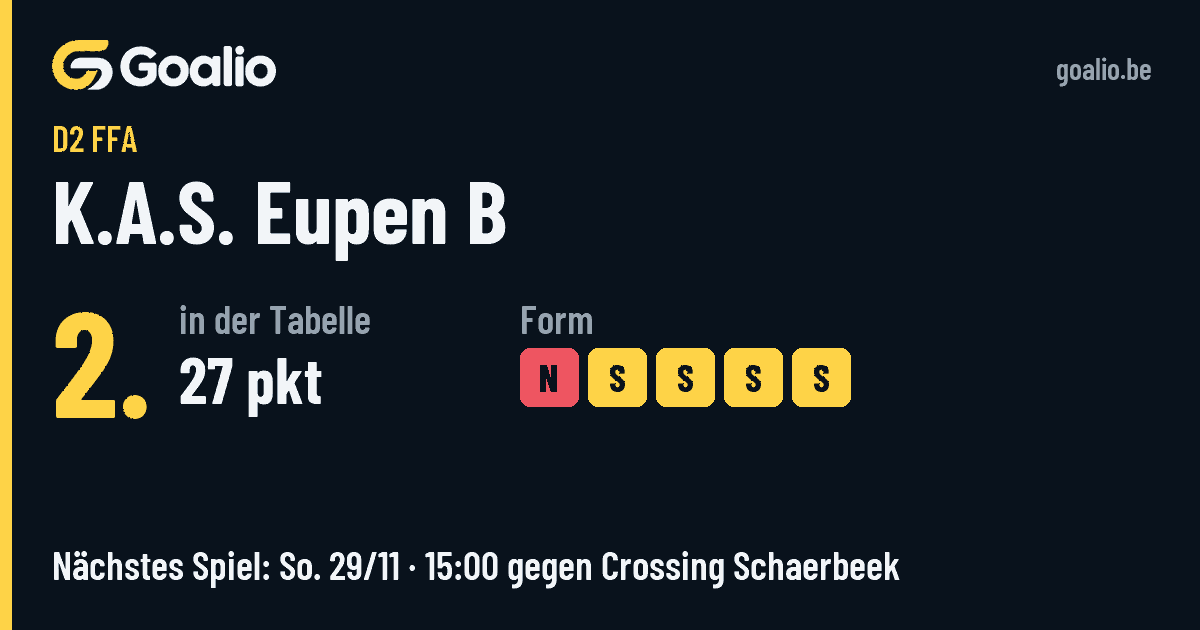 Goalio
goalio.be
D2 FFA
K.A.S. Eupen B
2.
in der Tabelle
27 pkt
Form
N S S S S
Nächstes Spiel: So. 29/11 · 15:00 gegen Crossing Schaerbeek